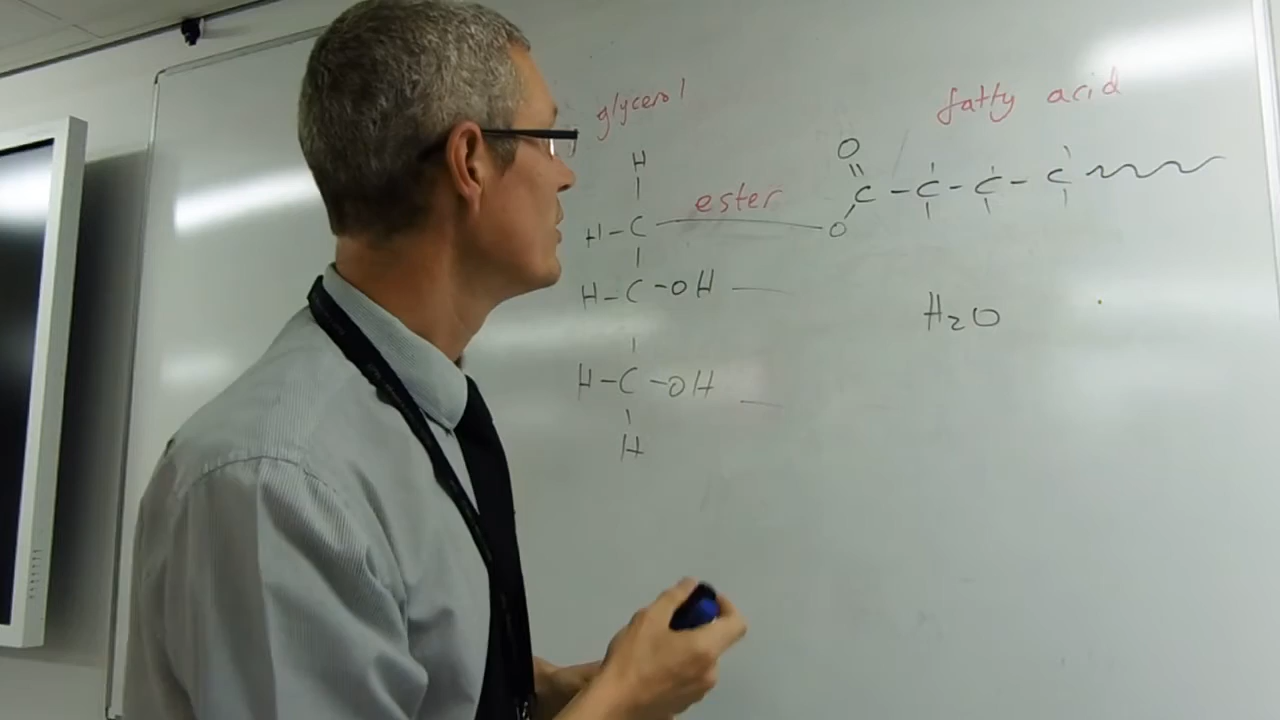 glycerol
fatty acid
H
O
ester
C - C - C - C
H - C
O
H - C - OH
H2O
H - C - OH
H